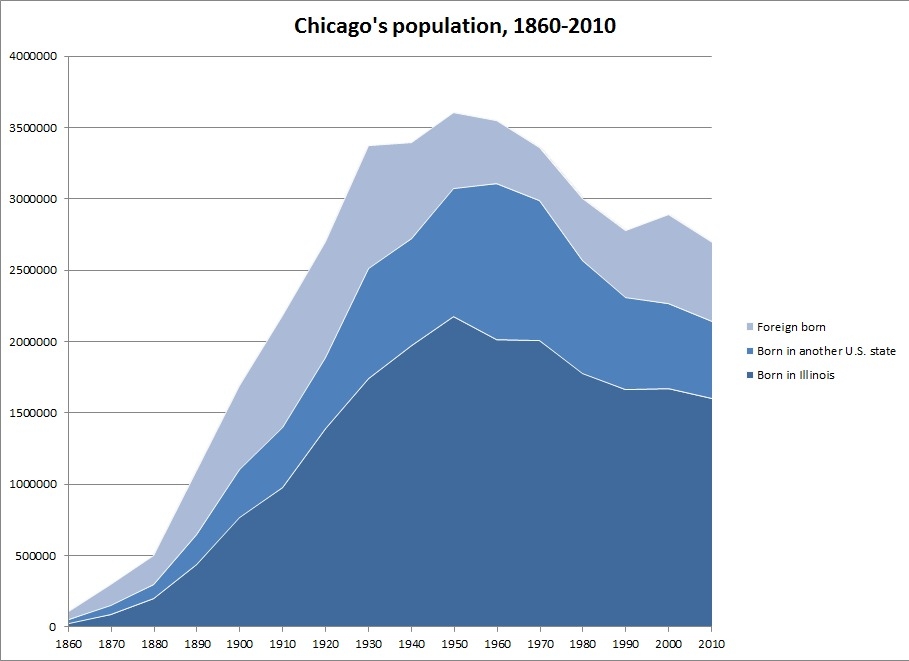 Chicago's population, 1860-2010
4000000
3500000
3000000
2500000
2000000
1500000
1000000
500000
0
1860 1870 1880 1890 1900 1910 1920 1930 1940 1950 1960 1970 1980 1990 2000 2010
Foreign born
Born in another U.S. state
Born in Illinois